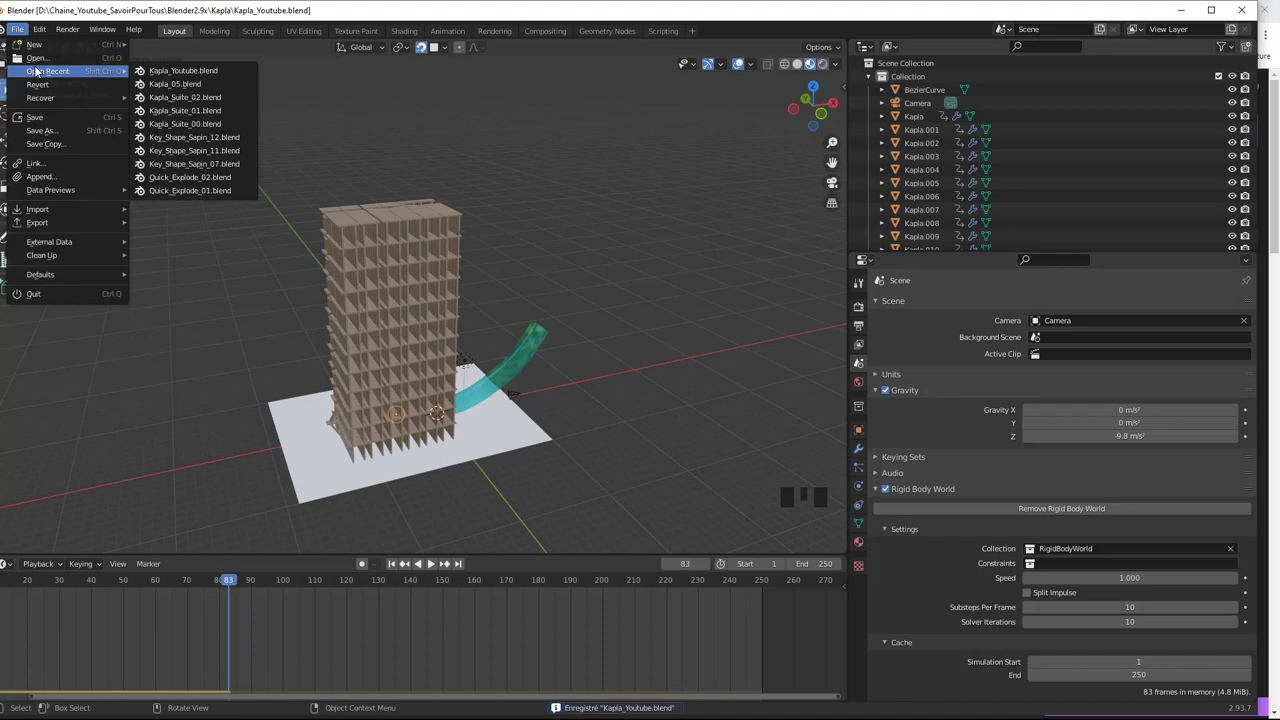 Blender [D:\Chaine_Youtube_SavoirPourTous\Blender2.9x\Kapla\Kapla_Youtube.blend]
File Edit Render Window Help Layout Modeling Sculpting UV Editing Texture Paint Shading Animation Rendering Compositing Geometry Nodes Scripting Scene View Layer
New Ctrl N
Open... Ctrl O
Open Recent Shift Ctrl O
Revert
Recover
Save Ctrl S
Save As... Shift Ctrl S
Save Copy...
Link...
Append...
Data Previews
Import
Export
External Data
Clean Up
Defaults
Quit Ctrl Q
Kapla_Youtube.blend
Kapla_05.blend
Kapla_Suite_02.blend
Kapla_Suite_01.blend
Kapla_Suite_00.blend
Key_Shape_Sapin_12.blend
Key_Shape_Sapin_11.blend
Key_Shape_Sapin_07.blend
Quick_Explode_02.blend
Quick_Explode_01.blend
Global Options
X
Y
Z
Scene Collection
Collection
BezierCurve
Camera
Kapla
Kapla.001
Kapla.002
Kapla.003
Kapla.004
Kapla.005
Kapla.006
Kapla.007
Kapla.008
Kapla.009
Kapla.010
Scene
Scene
Camera Camera
Background Scene
Active Clip
Units
Gravity
Gravity X 0 m/s²
Y 0 m/s²
Z -9.8 m/s²
Keying Sets
Audio
Rigid Body World
Remove Rigid Body World
Settings
Collection RigidBodyWorld
Constraints
Speed 1.000
Split Impulse
Substeps Per Frame 10
Solver Iterations 10
Cache
Simulation Start 1
End 250
83 frames in memory (4.8 MiB).
Playback Keying View Marker 83 Start 1 End 250
20 30 40 50 60 70 83 90 100 110 120 130 140 150 160 170 180 190 200 210 220 230 240 250 260 270
Select Box Select Rotate View Object Context Menu Enregistré "Kapla_Youtube.blend" 2.93.7